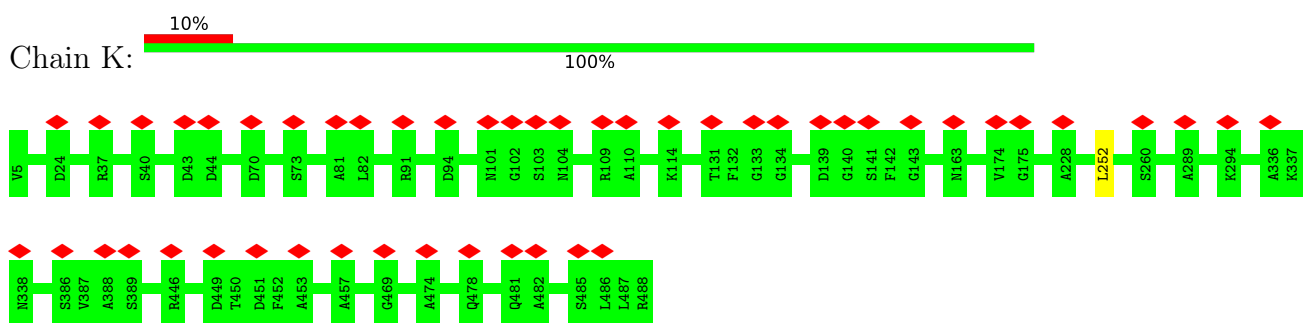 10%
Chain K:
100%
V5 D24 R37 S40 D43 D44 D70 S73 A81 L82 R91 D94 N101 G102 S103 N104 R109 A110 K114 T131 F132 G133 G134 D139 G140 S141 F142 G143 N163 V174 G175 A228 L252 S260 A289 K294 A336 K337
N338 S386 V387 A388 S389 R446 D449 T450 D451 F452 A453 A457 G469 A474 Q478 Q481 A482 S485 L486 L487 R488